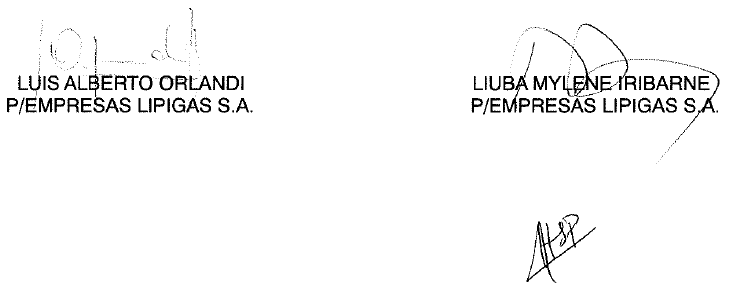 LUIS ALBERTO ORLANDI
P/EMPRESAS LIPIGAS S.A.
LIUBA MYLENE IRIBARNE
P/EMPRESAS LIPIGAS S.A.